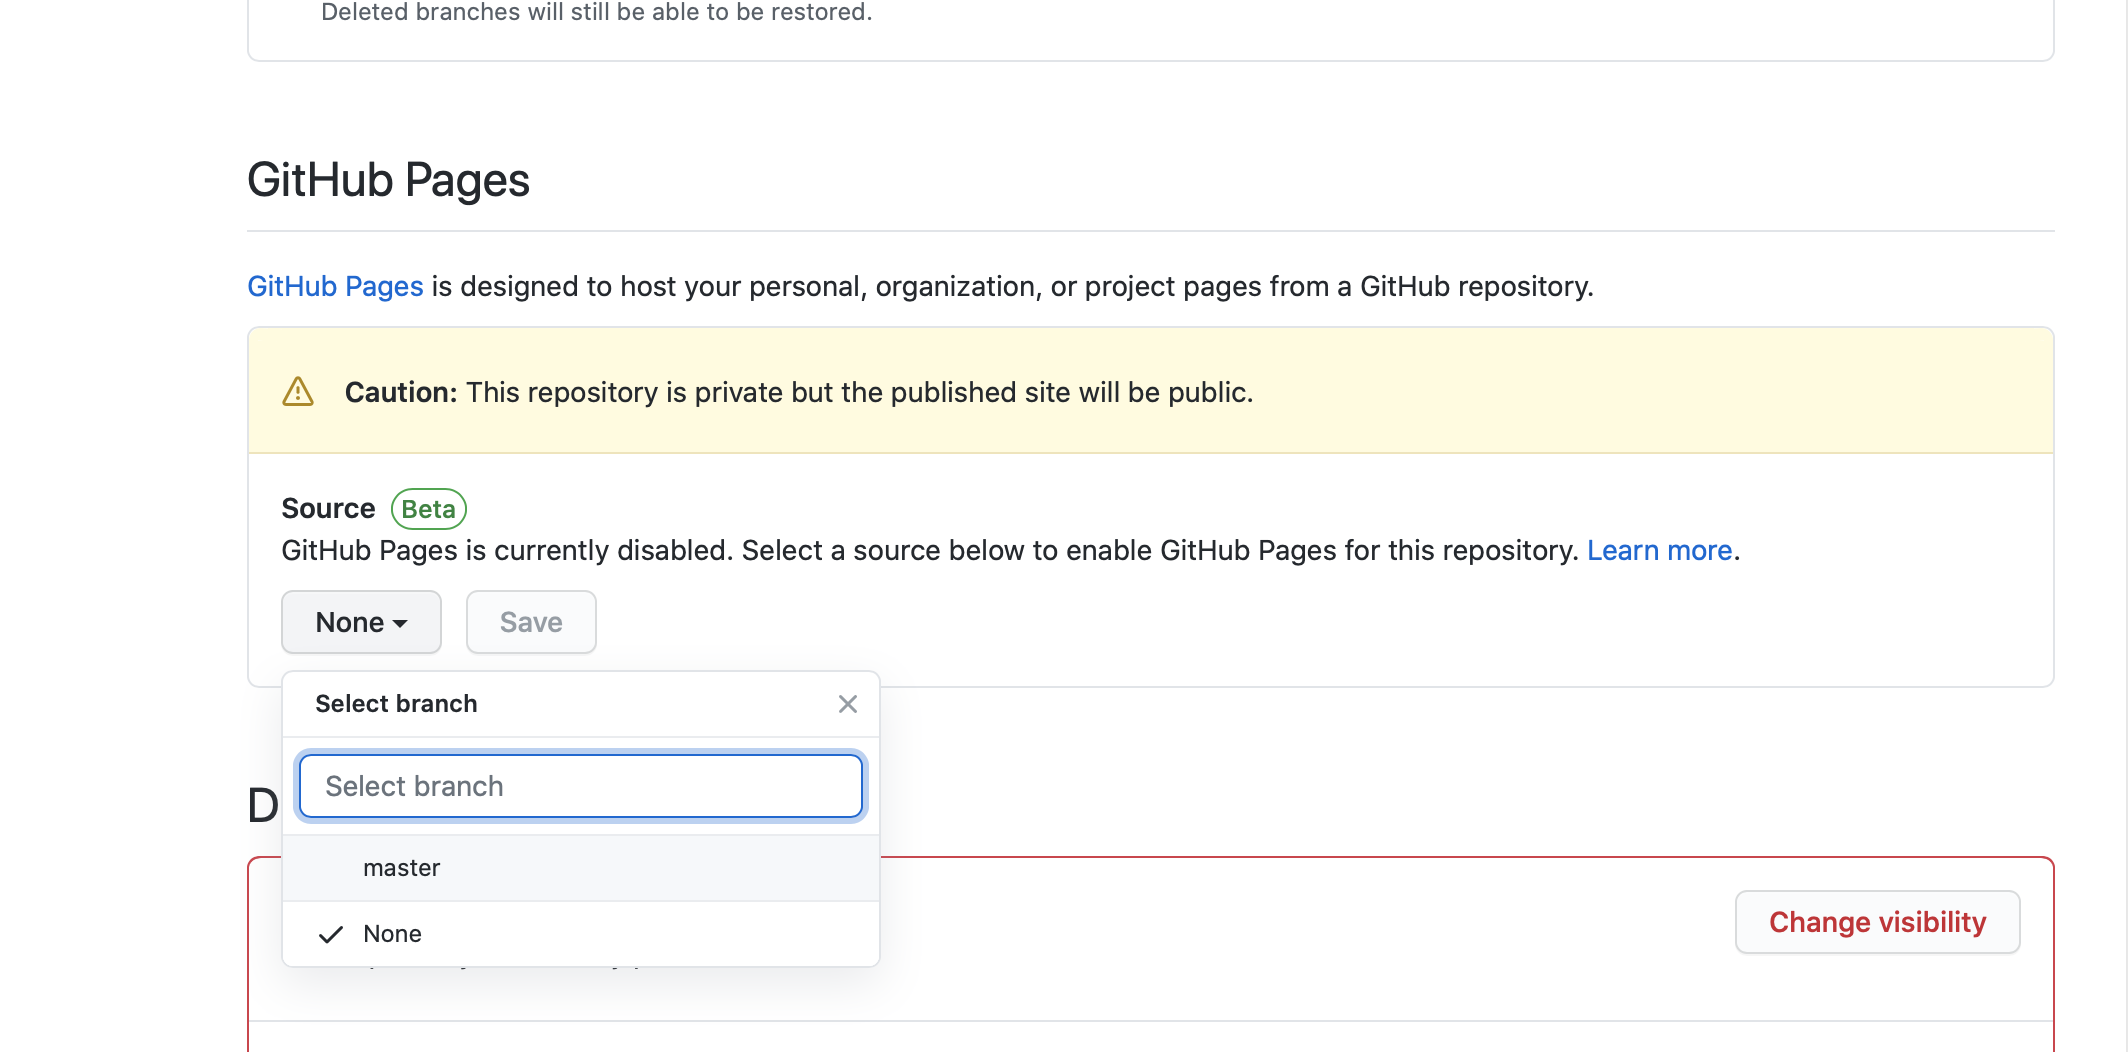 Deleted branches will still be able to be restored.
GitHub Pages
GitHub Pages is designed to host your personal, organization, or project pages from a GitHub repository.
Caution: This repository is private but the published site will be public.
Source Beta
GitHub Pages is currently disabled. Select a source below to enable GitHub Pages for this repository. Learn more.
None Save
Select branch
Select branch
D
master
Change visibility
None